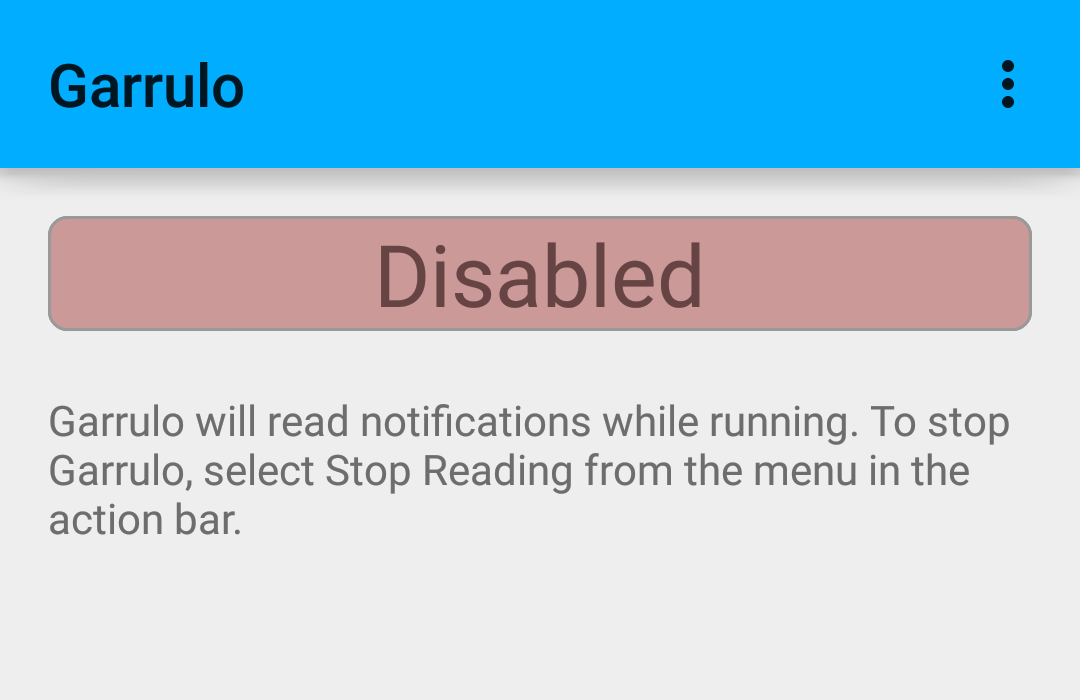 Garrulo
Disabled
Garrulo will read notifications while running. To stop
Garrulo, select Stop Reading from the menu in the
action bar.